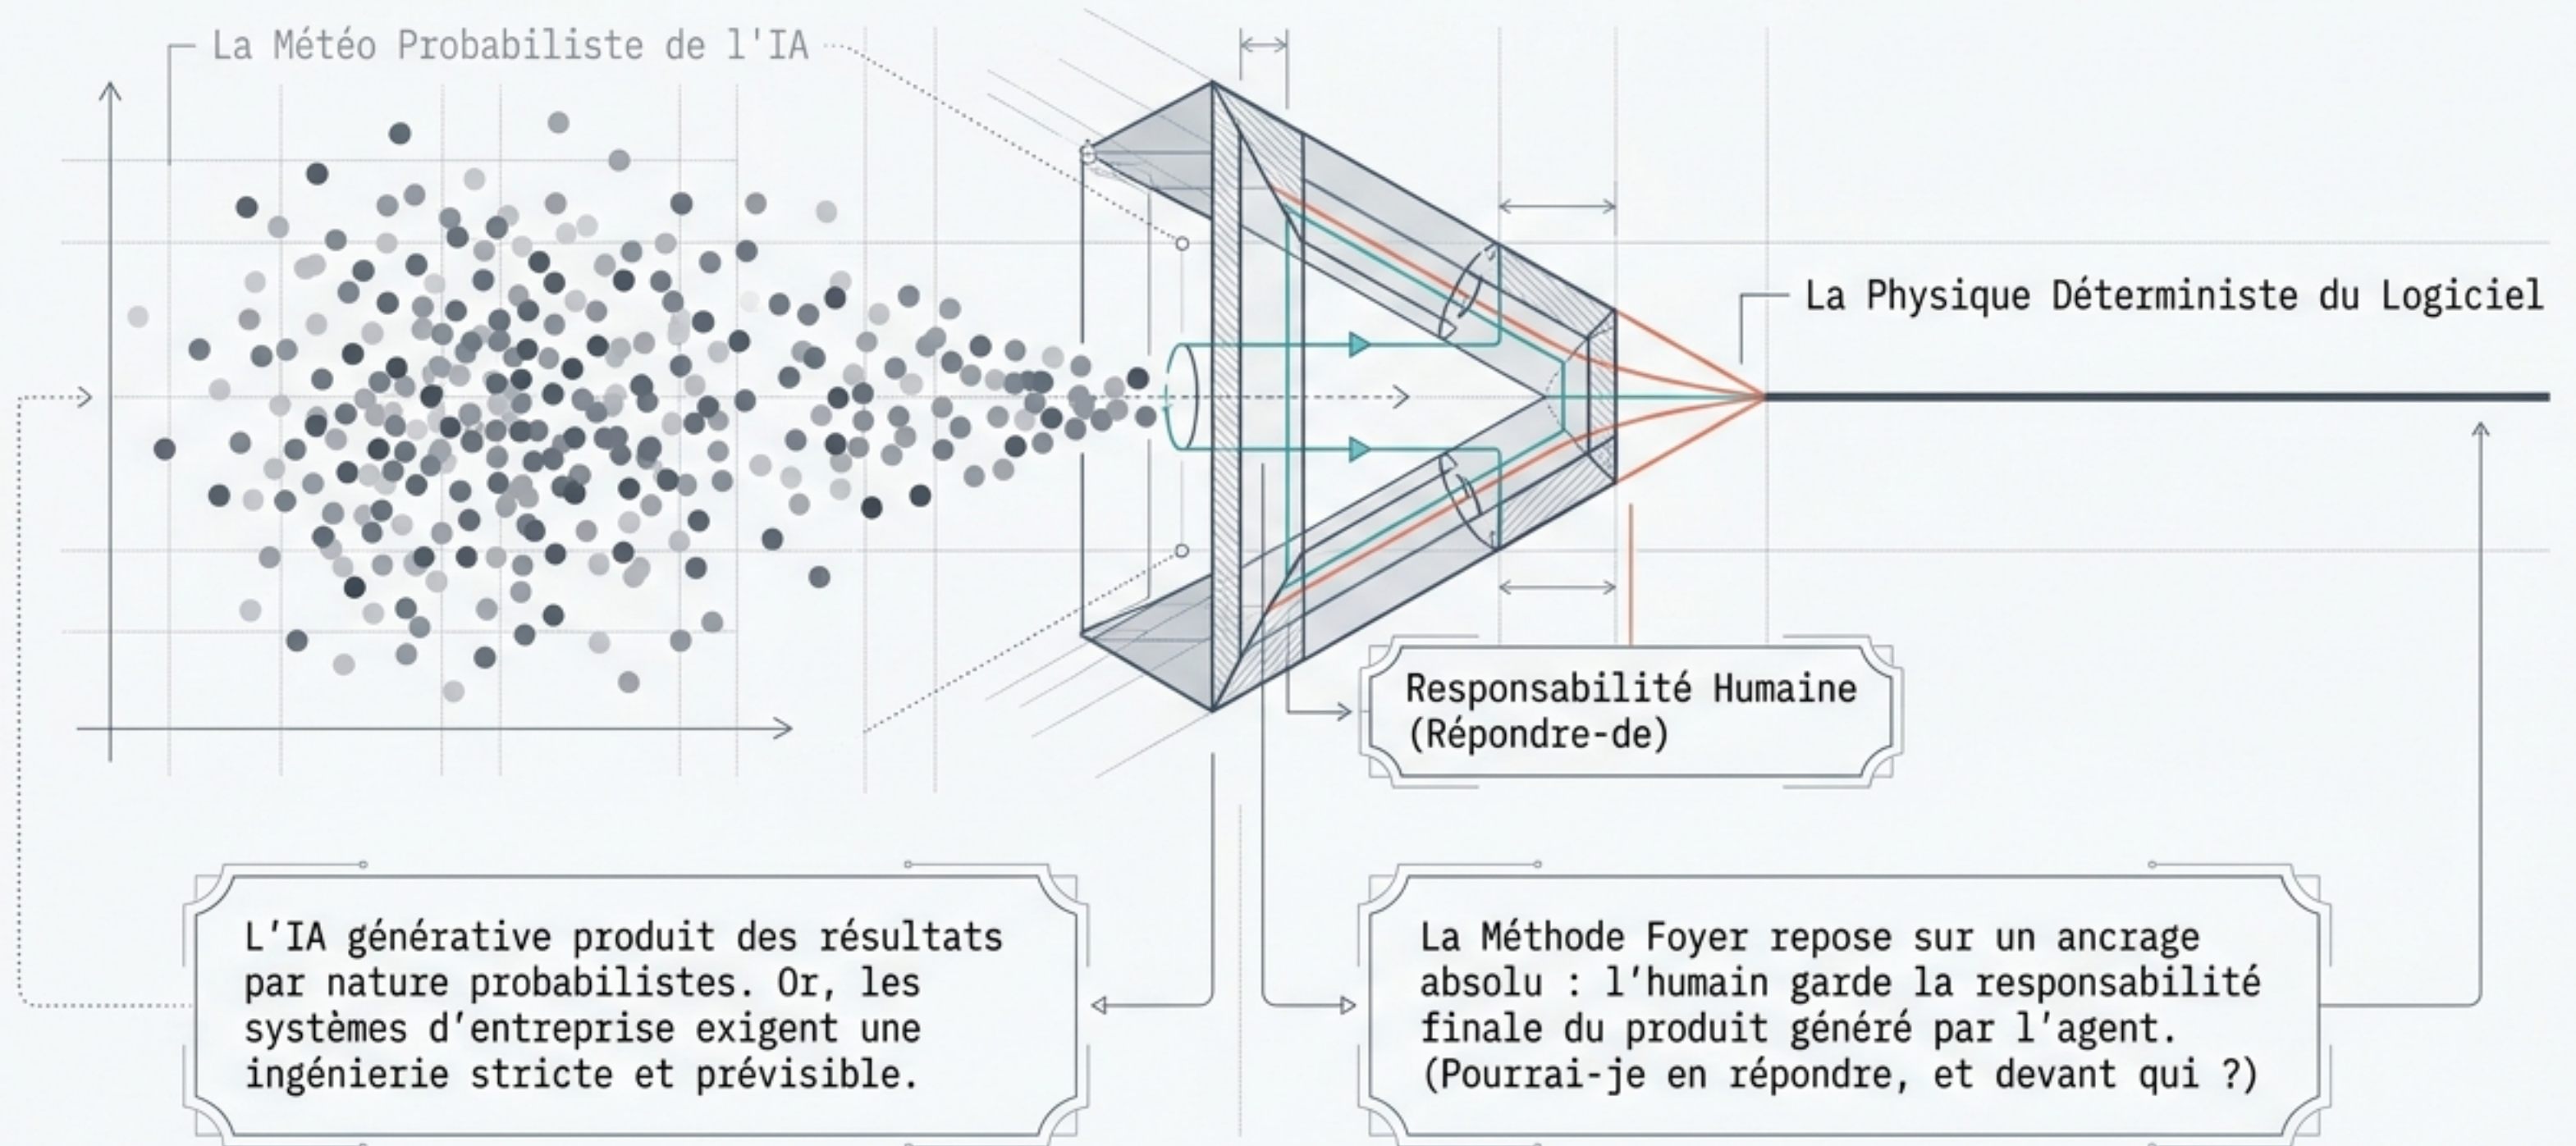 La Météo Probabiliste de l'IA
La Physique Déterministe du Logiciel
Responsabilité Humaine
(Répondre-de)
L'IA générative produit des résultats
par nature probabilistes. Or, les
systèmes d'entreprise exigent une
ingénierie stricte et prévisible.
La Méthode Foyer repose sur un ancrage
absolu : l'humain garde la responsabilité
finale du produit généré par l'agent.
(Pourrai-je en répondre, et devant qui ?)